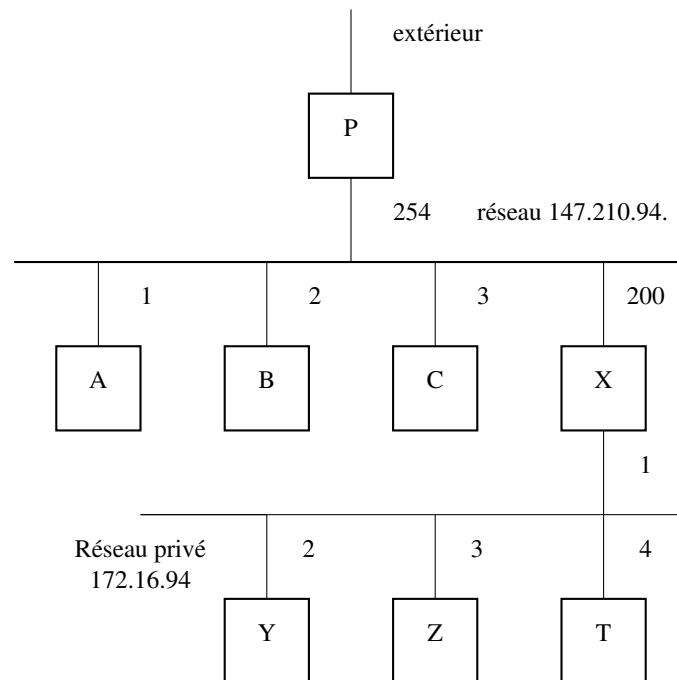 extérieur
P
254 réseau 147.210.94.
1 2 3 200
A B C X
1
Réseau privé 2 3 4
172.16.94
Y Z T